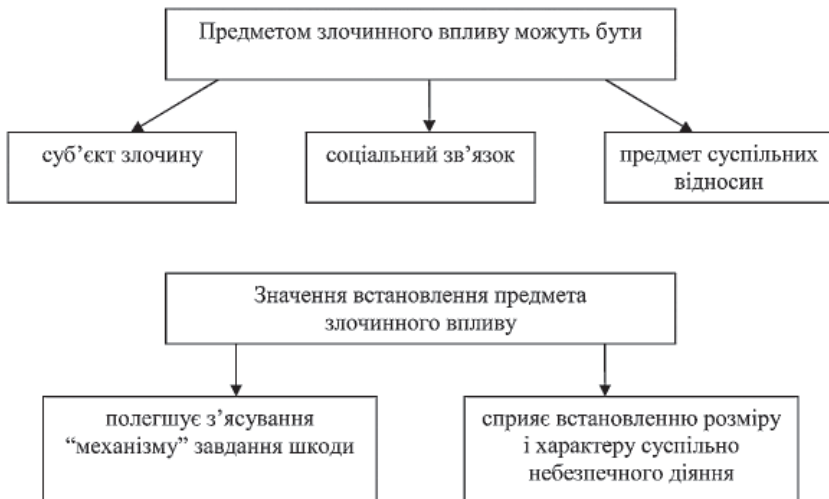 Предметом злочинного впливу можуть бути
суб’єкт злочину
соціальний зв’язок
предмет суспільних
відносин
Значення встановлення предмета
злочинного впливу
полегшує з’ясування
“механізму” завдання шкоди
сприяє встановленню розміру
і характеру суспільно
небезпечного діяння